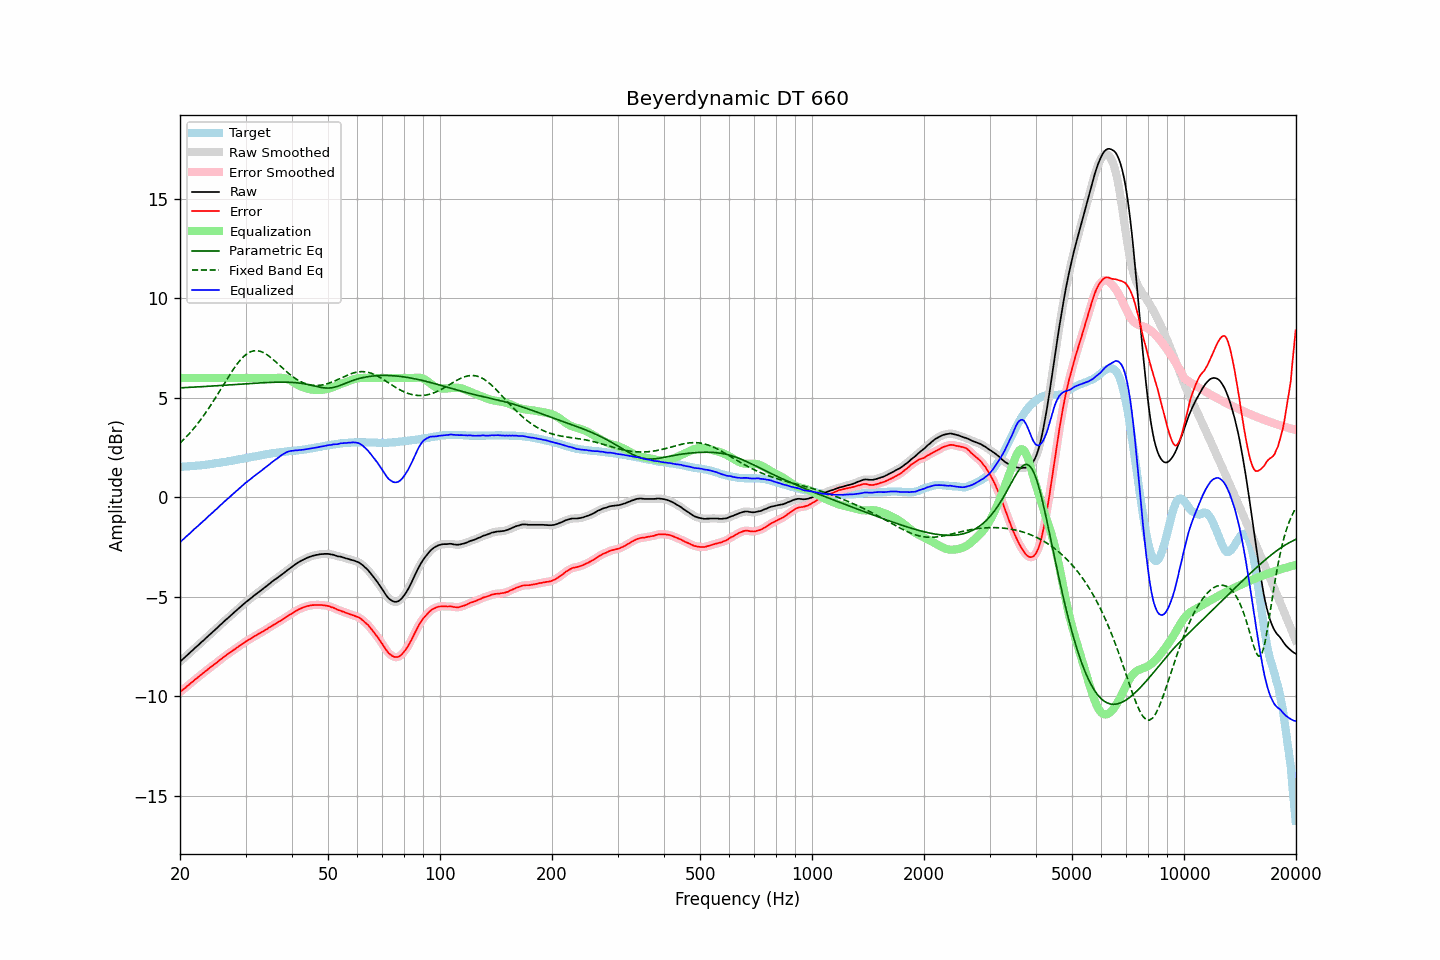 Beyerdynamic DT 660
Target
Raw Smoothed
Error Smoothed
Raw
Error
Equalization
Parametric Eq
Fixed Band Eq
Equalized
Amplitude (dBr)
15
10
5
0
−5
−10
−15
20 50 100 200 500 1000 2000 5000 10000 20000
Frequency (Hz)